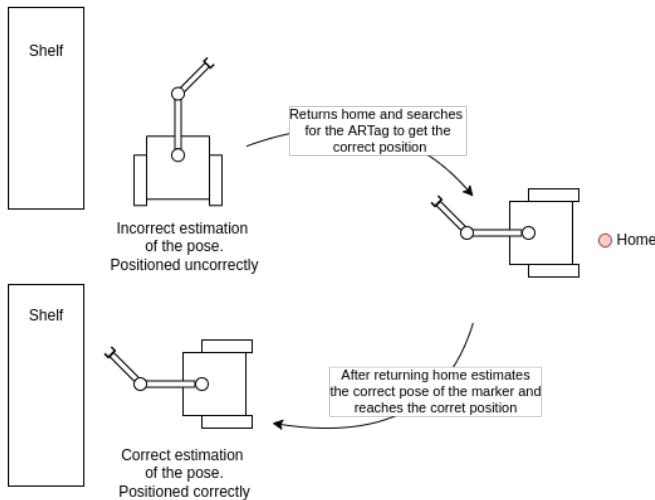 Shelf
Returns home and searches
for the ARTag to get the
correct position
Incorrect estimation
of the pose.
Positioned uncorrectly
Home
Shelf
After returning home estimates
the correct pose of the marker and
reaches the corret position
Correct estimation
of the pose.
Positioned correctly